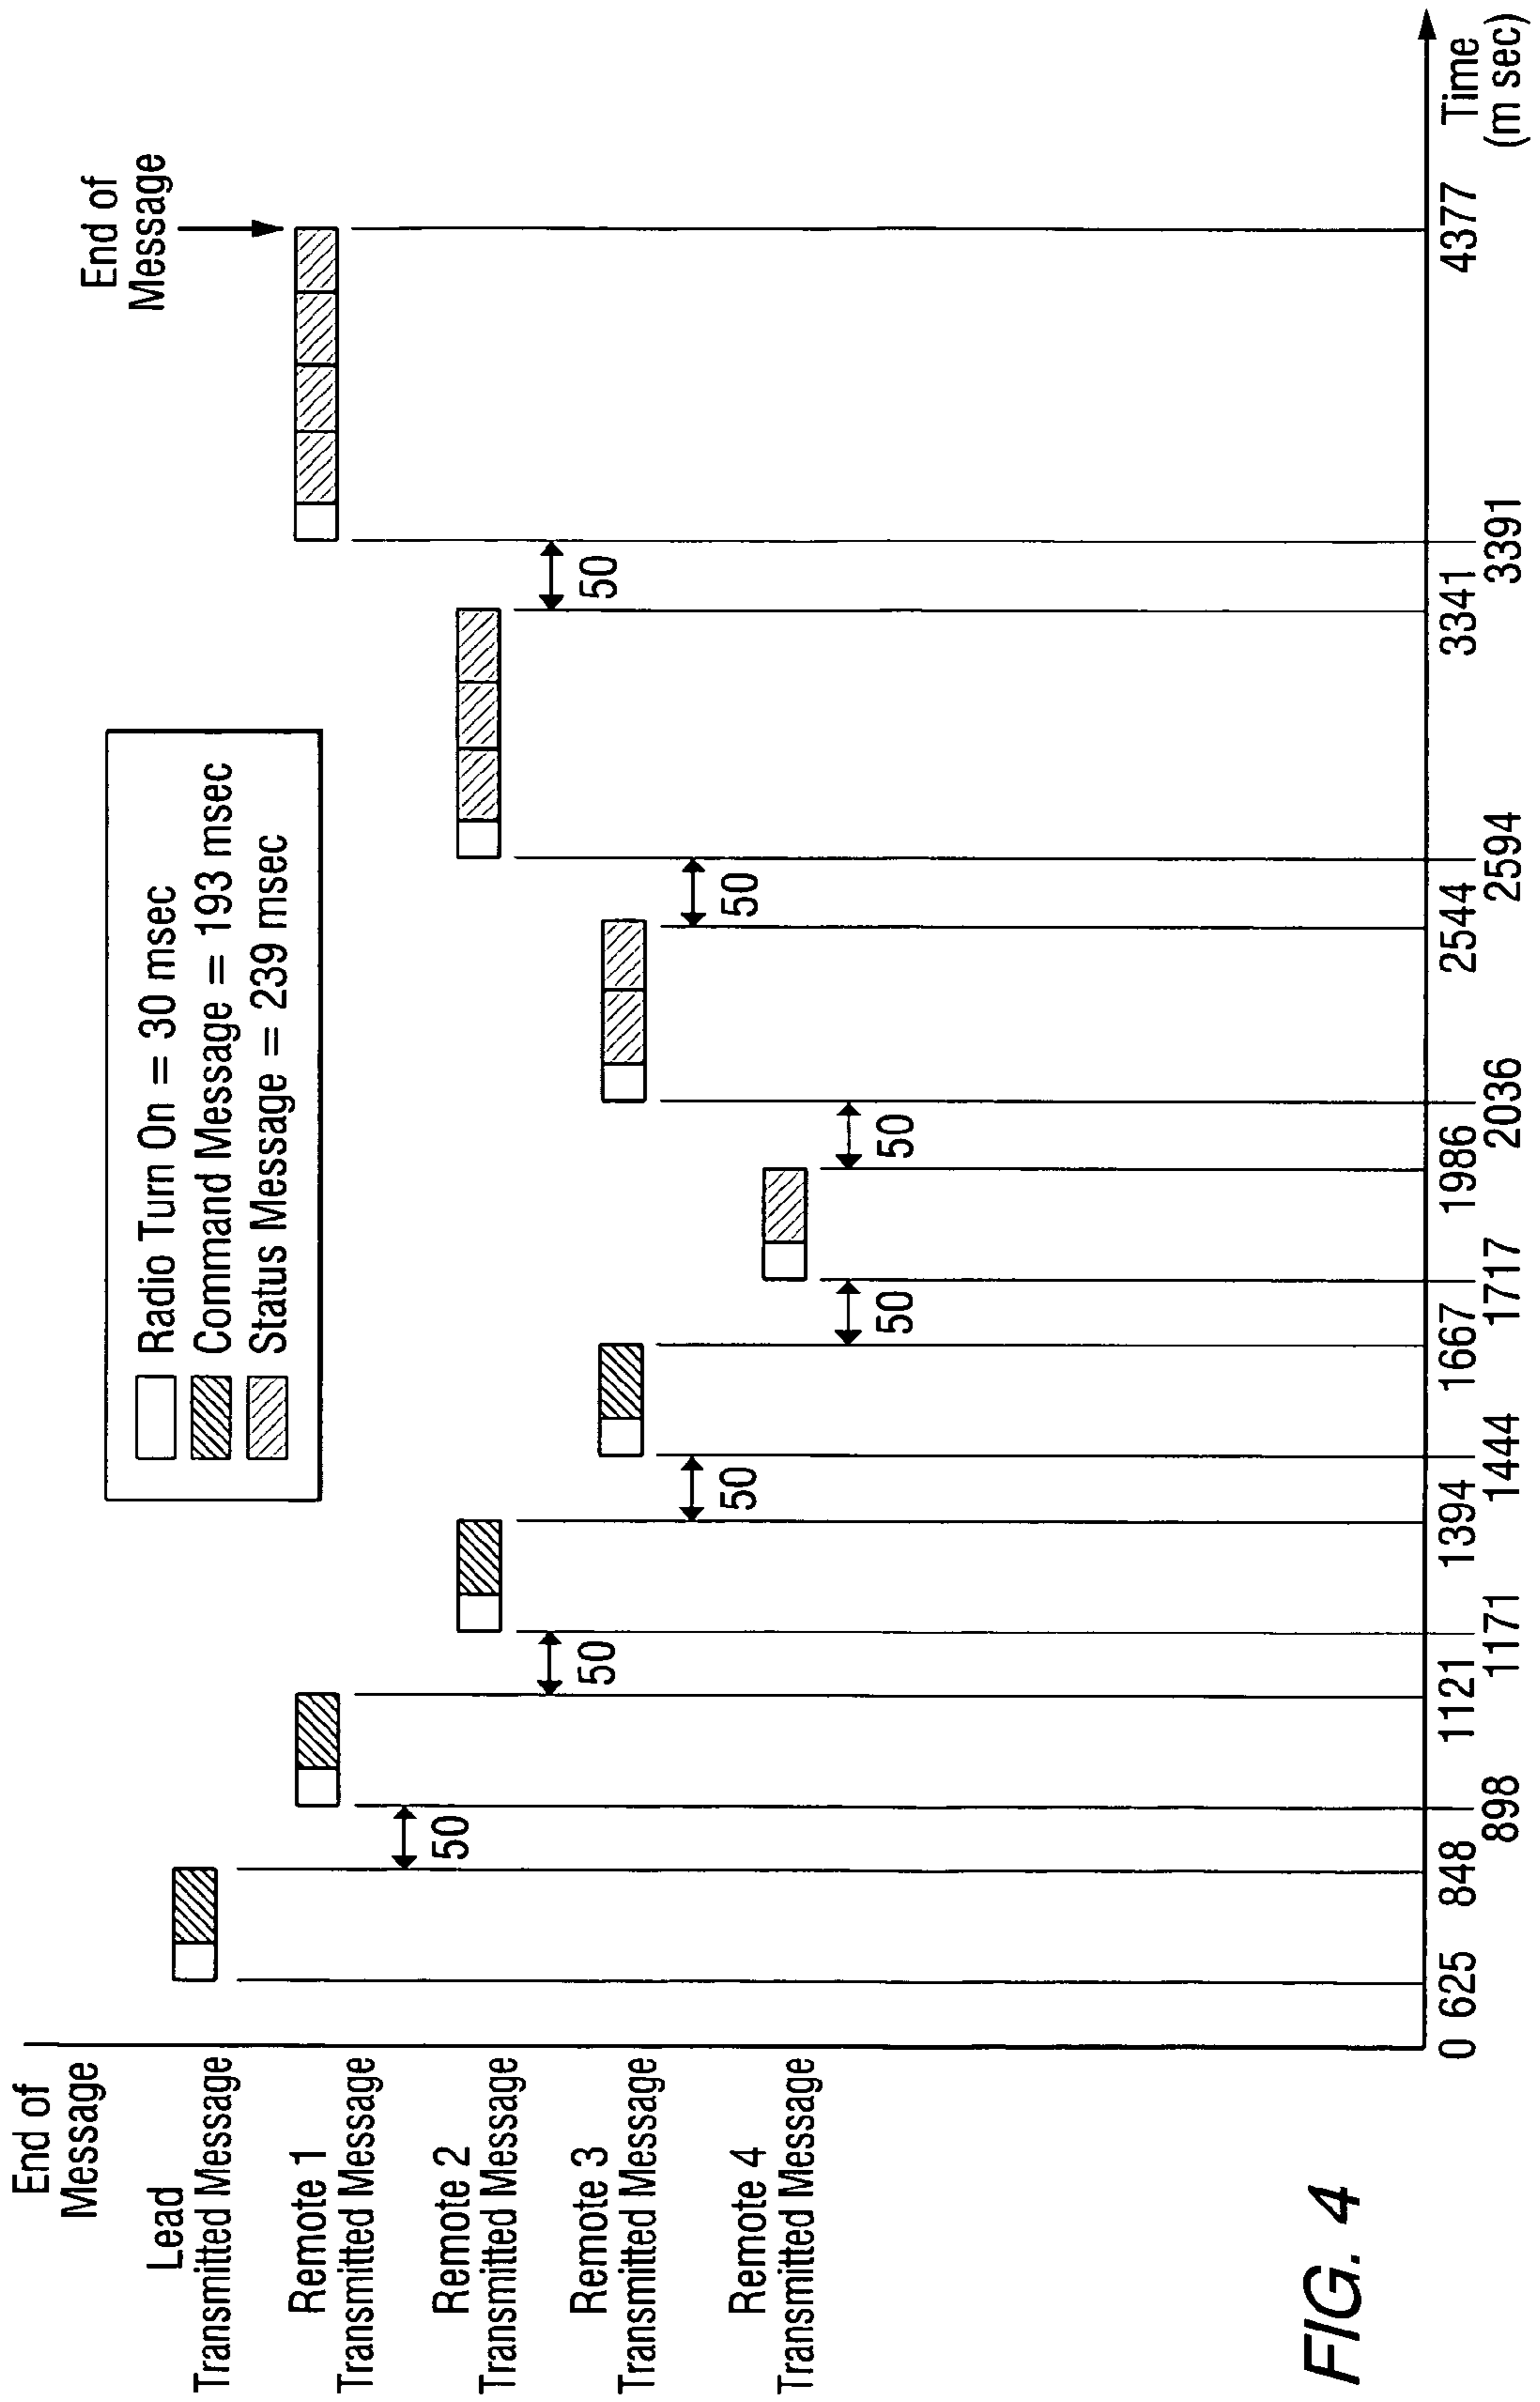 End of
Message
End of
Message
Radio Turn On = 30 msec
Command Message = 193 msec
Status Message = 239 msec
Lead
Transmitted Message
Remote 1
Transmitted Message
Remote 2
Transmitted Message
Remote 3
Transmitted Message
Remote 4
Transmitted Message
50
50
50
50
50
50
50
0 625 848 898 1121 1171 1394 1444 1667 1717 1986 2036 2544 2594 3341 3391 4377
Time
(m sec)
FIG. 4